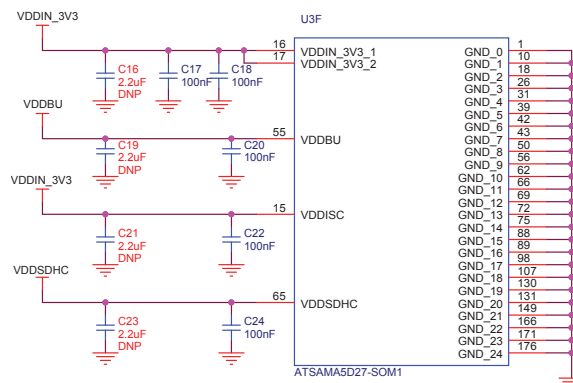 VDDIN_3V3
U3F
16 VDDIN_3V3_1
17 VDDIN_3V3_2
C16
2.2uF
DNP
C17
100nF
C18
100nF
VDDBU
55 VDDBU
C19
2.2uF
DNP
C20
100nF
VDDIN_3V3
15 VDDISC
C21
2.2uF
DNP
C22
100nF
VDDSDHC
65 VDDSDHC
C23
2.2uF
DNP
C24
100nF
GND_0 1
GND_1 10
GND_2 18
GND_3 26
GND_4 31
GND_5 39
GND_6 42
GND_7 43
GND_8 50
GND_9 56
GND_10 62
GND_11 66
GND_12 69
GND_13 72
GND_14 75
GND_15 88
GND_16 89
GND_17 98
GND_18 107
GND_19 130
GND_20 131
GND_21 149
GND_22 166
GND_23 171
GND_24 176
ATSAMA5D27-SOM1